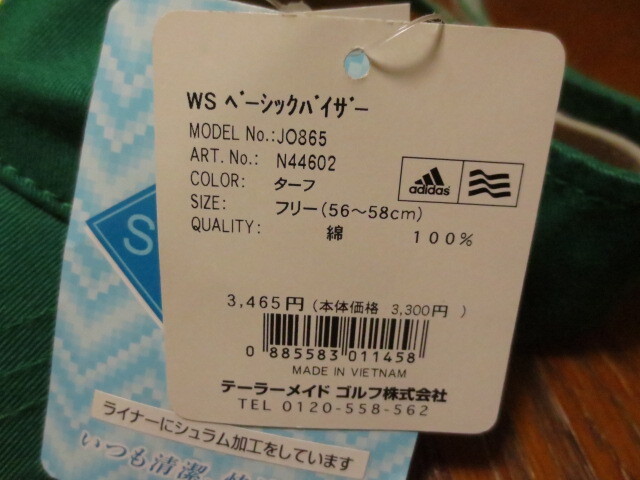 WS ﾍﾞｰｼｯｸﾊﾞｲｻﾞｰ
MODEL No.:JO865
ART. No.: N44602
COLOR: ターフ
SIZE: フリー(56～58cm)
QUALITY: 綿 100%
adidas
3,465円(本体価格 3,300円 )
0 885583 011458
MADE IN VIETNAM
テーラーメイド ゴルフ株式会社
TEL 0120-558-562
S
ライナーにシュラム加工をしています
いつも清潔